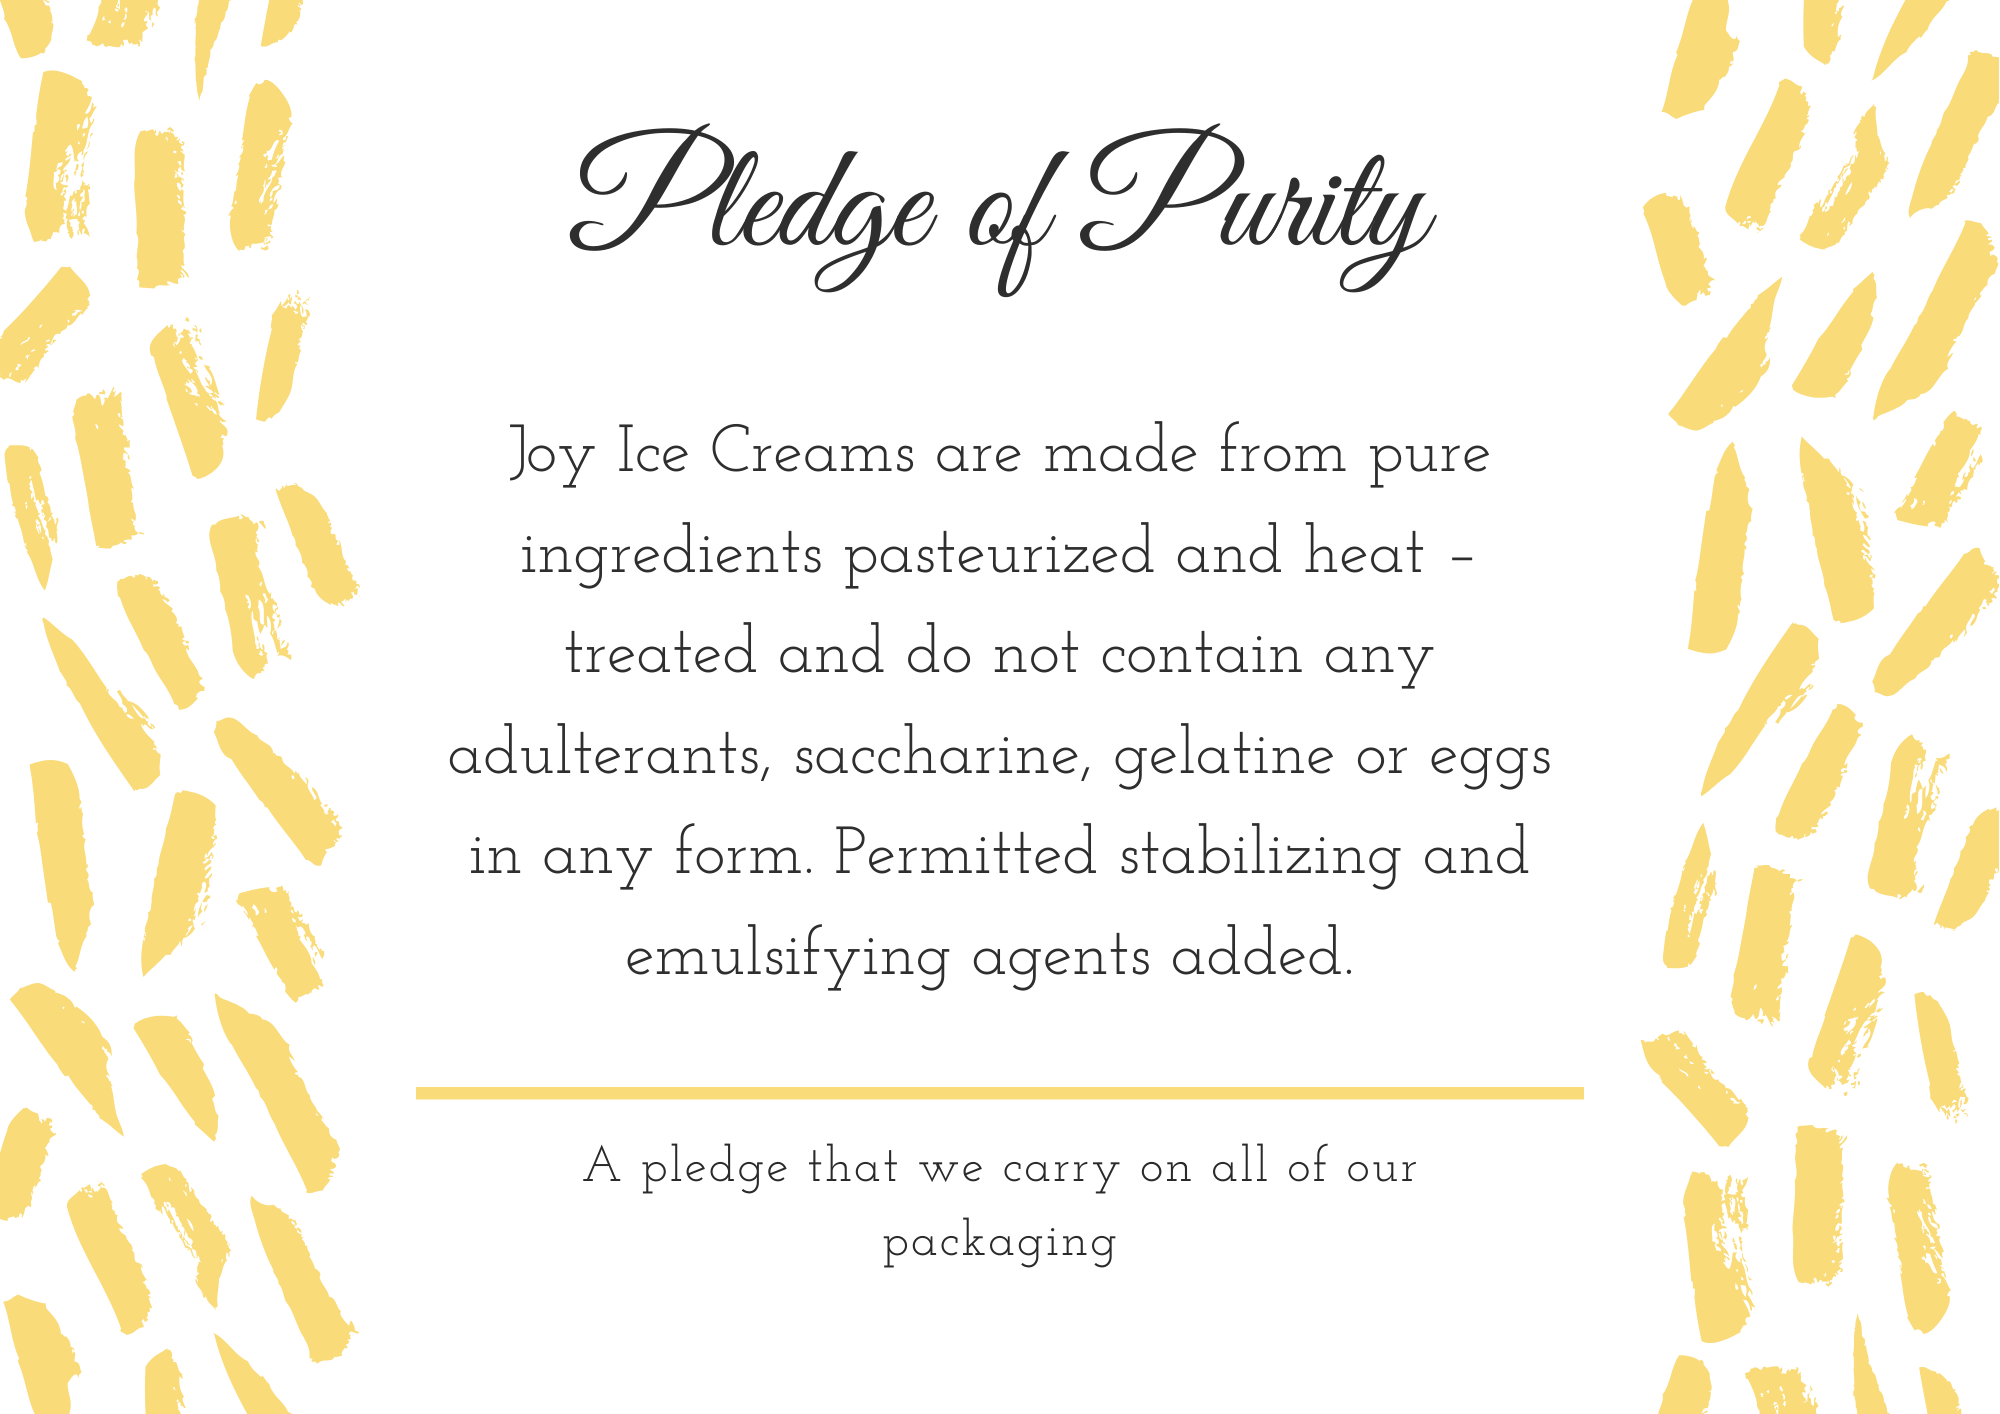 Pledge of Purity
Joy Ice Creams are made from pure
ingredients pasteurized and heat –
treated and do not contain any
adulterants, saccharine, gelatine or eggs
in any form. Permitted stabilizing and
emulsifying agents added.
A pledge that we carry on all of our
packaging